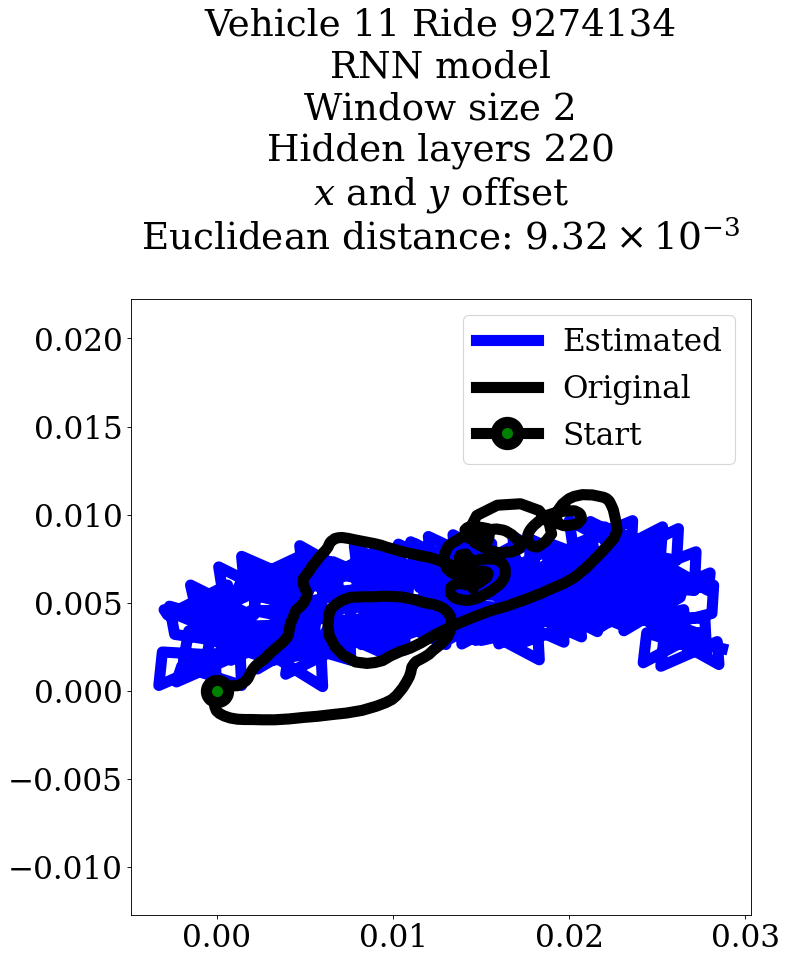 Vehicle 11 Ride 9274134
RNN model
Window size 2
Hidden layers 220
x and y offset
Euclidean distance: 9.32 × 10⁻³
Estimated
Original
Start
0.020
0.015
0.010
0.005
0.000
−0.005
−0.010
0.00 0.01 0.02 0.03